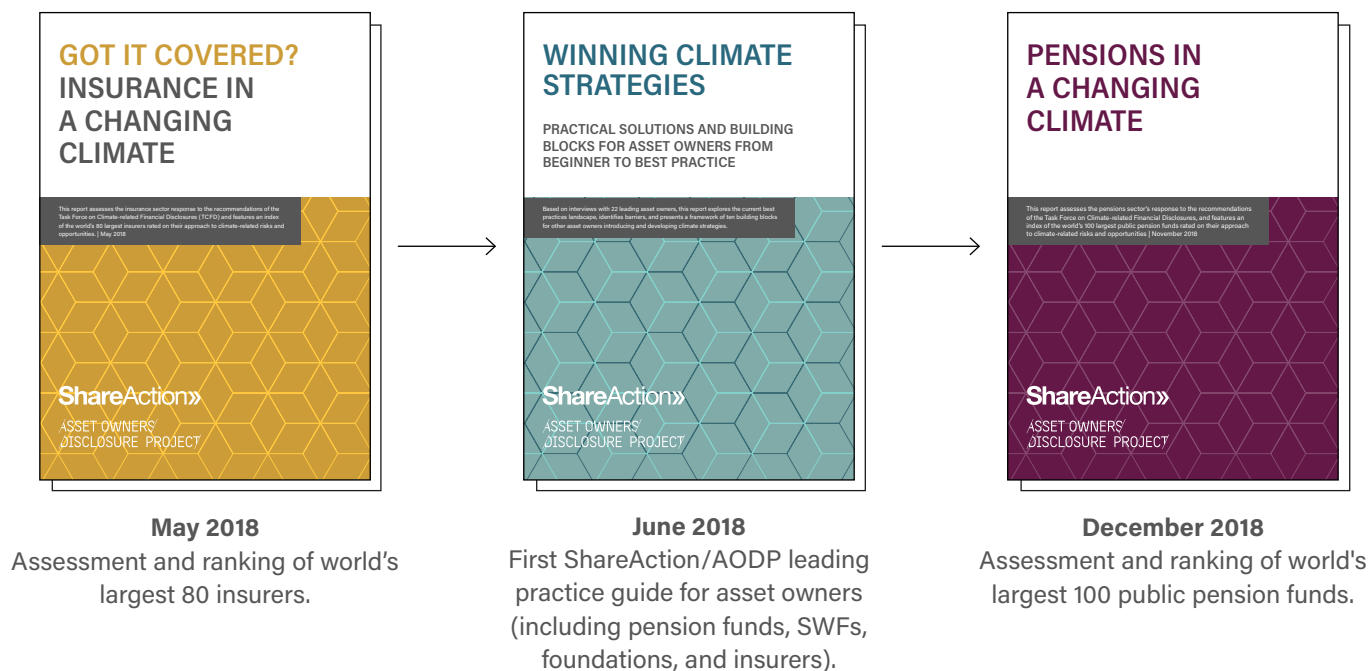 GOT IT COVERED?
INSURANCE IN
A CHANGING
CLIMATE
This report assesses the insurance sector response to the recommendations of the
Task Force on Climate-related Financial Disclosures (TCFD) and features an index
of the world's 80 largest insurers rated on their approach to climate-related risks and
opportunities. | May 2018
ShareAction»
ASSET OWNERS
DISCLOSURE PROJECT
May 2018
Assessment and ranking of world's
largest 80 insurers.
WINNING CLIMATE
STRATEGIES
PRACTICAL SOLUTIONS AND BUILDING
BLOCKS FOR ASSET OWNERS FROM
BEGINNER TO BEST PRACTICE
Based on interviews with 22 leading asset owners, this report explores the current best
practices landscape, identifies barriers, and presents a framework of ten building blocks
for other asset owners introducing and developing climate strategies.
ShareAction»
ASSET OWNERS
DISCLOSURE PROJECT
June 2018
First ShareAction/AODP leading
practice guide for asset owners
(including pension funds, SWFs,
foundations, and insurers).
PENSIONS IN
A CHANGING
CLIMATE
This report assesses the pensions sector's response to the recommendations
of the Task Force on Climate-related Financial Disclosures, and features an
index of the world's 100 largest public pension funds rated on their approach
to climate-related risks and opportunities | November 2018
ShareAction»
ASSET OWNERS
DISCLOSURE PROJECT
December 2018
Assessment and ranking of world's
largest 100 public pension funds.